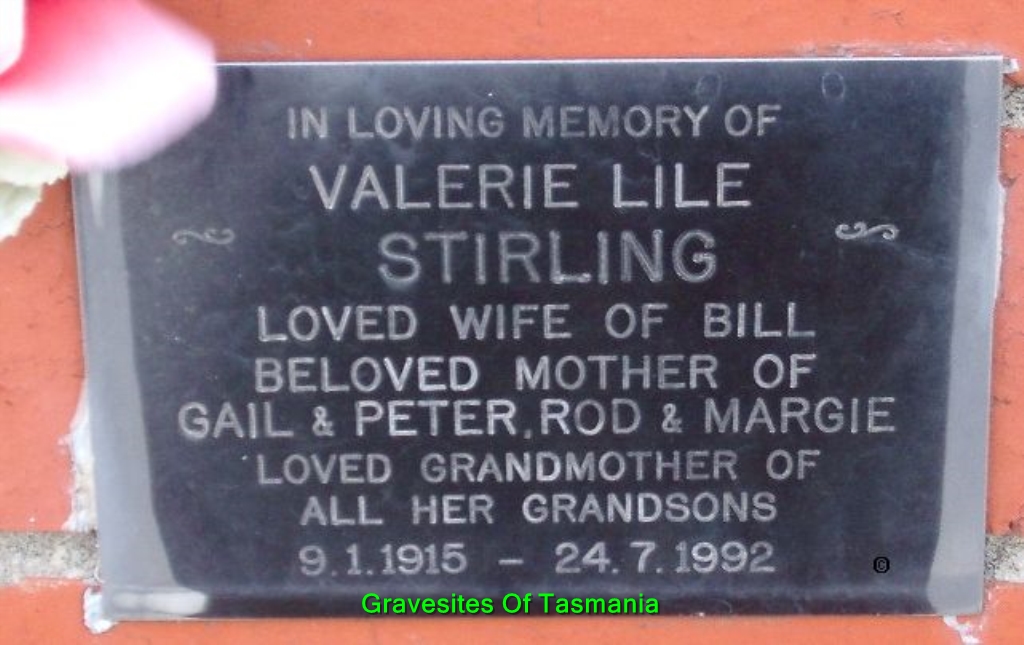 IN LOVING MEMORY OF
VALERIE LILE
STIRLING
LOVED WIFE OF BILL
BELOVED MOTHER OF
GAIL & PETER, ROD & MARGIE
LOVED GRANDMOTHER OF
ALL HER GRANDSONS
9.1.1915 – 24.7.1992
©
Gravesites Of Tasmania